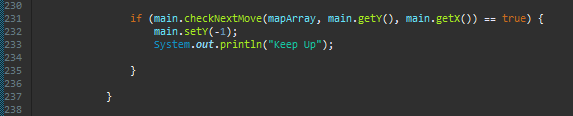 230
231 if (main.checkNextMove(mapArray, main.getY(), main.getX()) == true) {
232 main.setY(-1);
233 System.out.println("Keep Up");
234
235 }
236
237 }
238